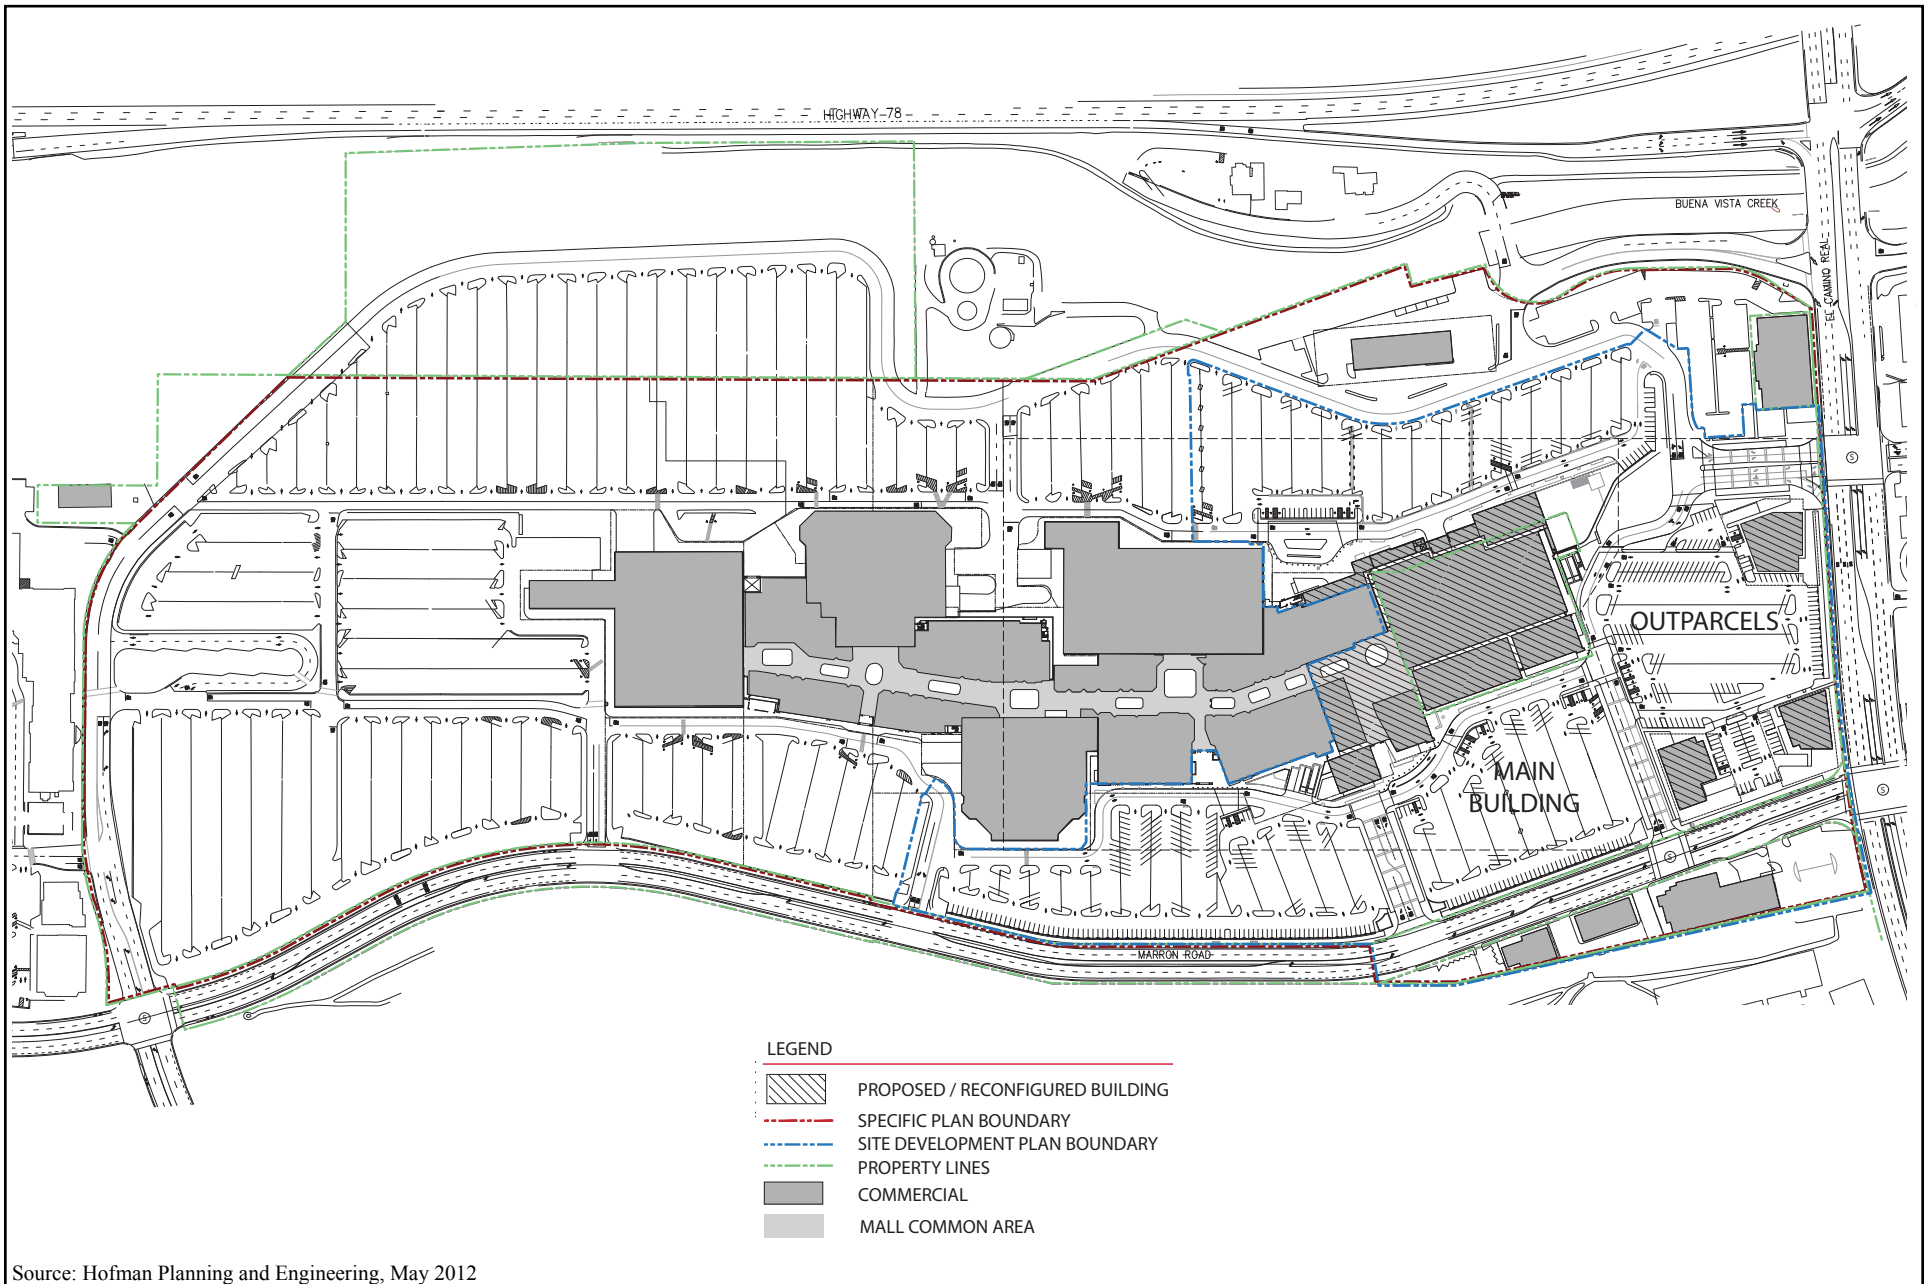 HIGHWAY 78
BUENA VISTA CREEK
EL CAMINO REAL
S
OUTPARCELS
MAIN
BUILDING
S
S
MARRON ROAD
S
LEGEND
PROPOSED / RECONFIGURED BUILDING
SPECIFIC PLAN BOUNDARY
SITE DEVELOPMENT PLAN BOUNDARY
PROPERTY LINES
COMMERCIAL
MALL COMMON AREA
Source: Hofman Planning and Engineering, May 2012